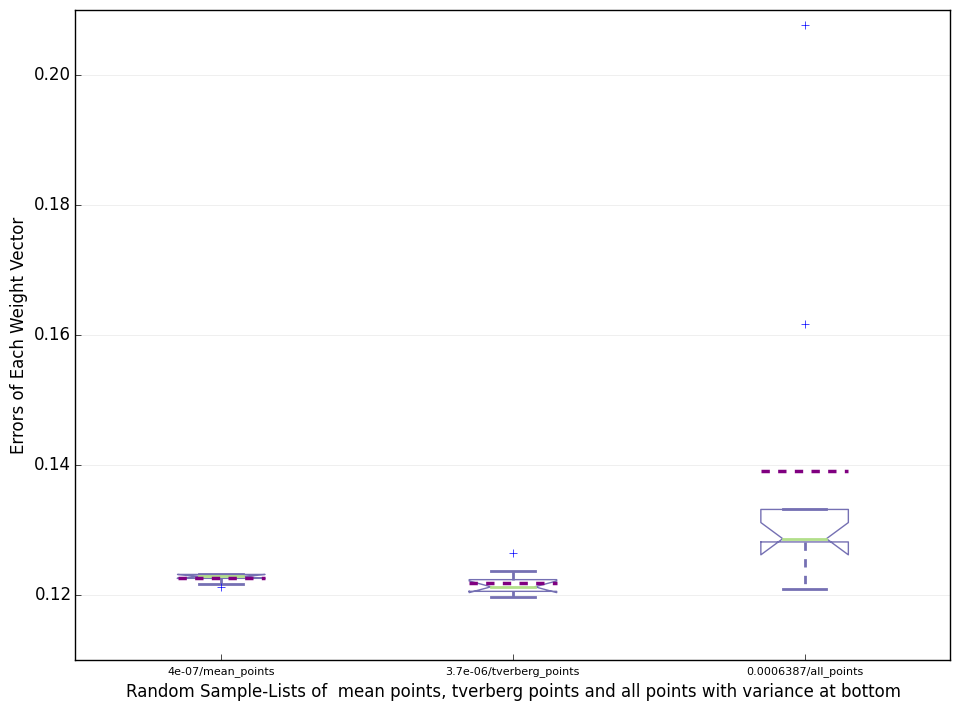 0.20
0.18
0.16
0.14
0.12
Errors of Each Weight Vector
4e-07/mean_points 3.7e-06/tverberg_points 0.0006387/all_points
Random Sample-Lists of  mean points, tverberg points and all points with variance at bottom